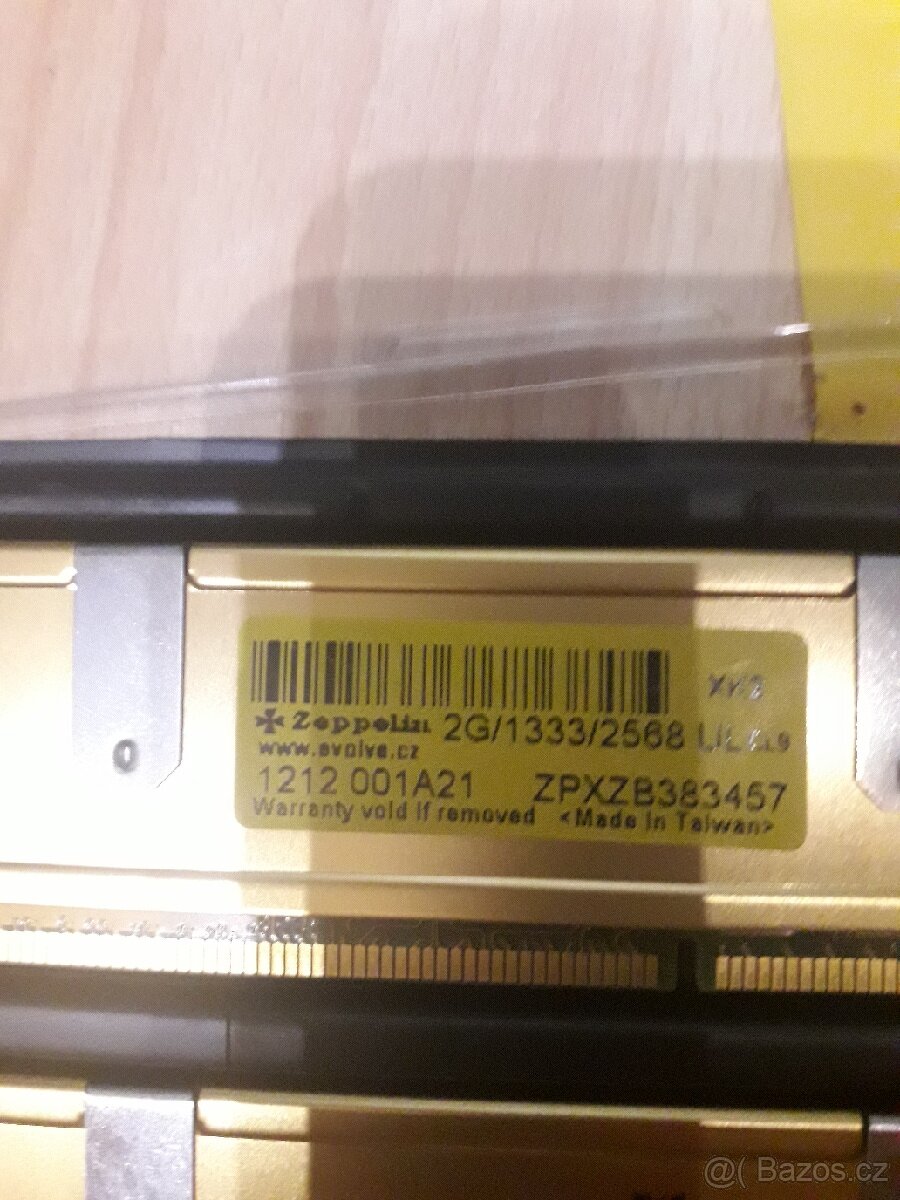 Zeppelin 2G/1333/2568 UL CL9
www.evolve.cz
1212 001A21 ZPXZB383457
Warranty void if removed <Made in Taiwan>
@( Bazos.cz